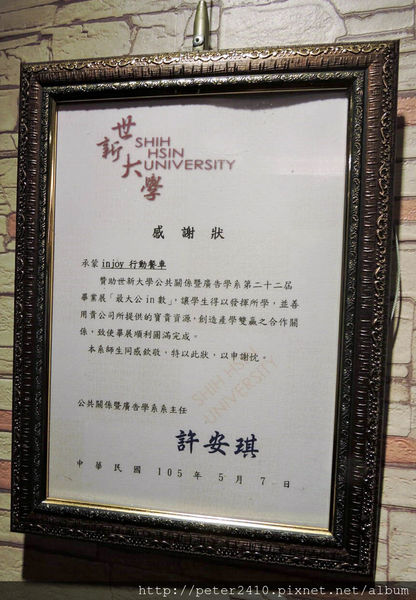 世新大學
SHIH
HSIN
UNIVERSITY
感謝狀
承蒙 injoy 行動餐車
贊助世新大學公共關係暨廣告學系第二十二屆
畢業展「最大公in數」,讓學生得以發揮所學,並善
用貴公司所提供的寶貴資源,創造產學雙贏之合作關
係,致使畢展順利圓滿完成。
本系師生同感欽敬,特以此狀,以申謝忱。
SHIH HSIN
UNIVERSITY
公共關係暨廣告學系系主任
許安琪
中華民國 105 年 5 月 7 日
http://peter2410.pixnet.net/album